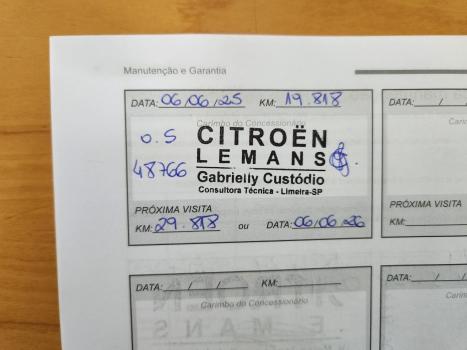 Manutenção e Garantia
DATA: 06/06/25 KM: 19.818
Carimbo do Concessionário
O.S CITROËN
48766 LEMANS
Gabrielly Custódio
Consultora Técnica - Limeira-SP
PRÓXIMA VISITA
KM: 29.818 ou DATA: 06/06/26
DATA: / /
PRÓXIMA
KM:
DATA: / / KM:
Carimbo do Concessionário
DATA: / /